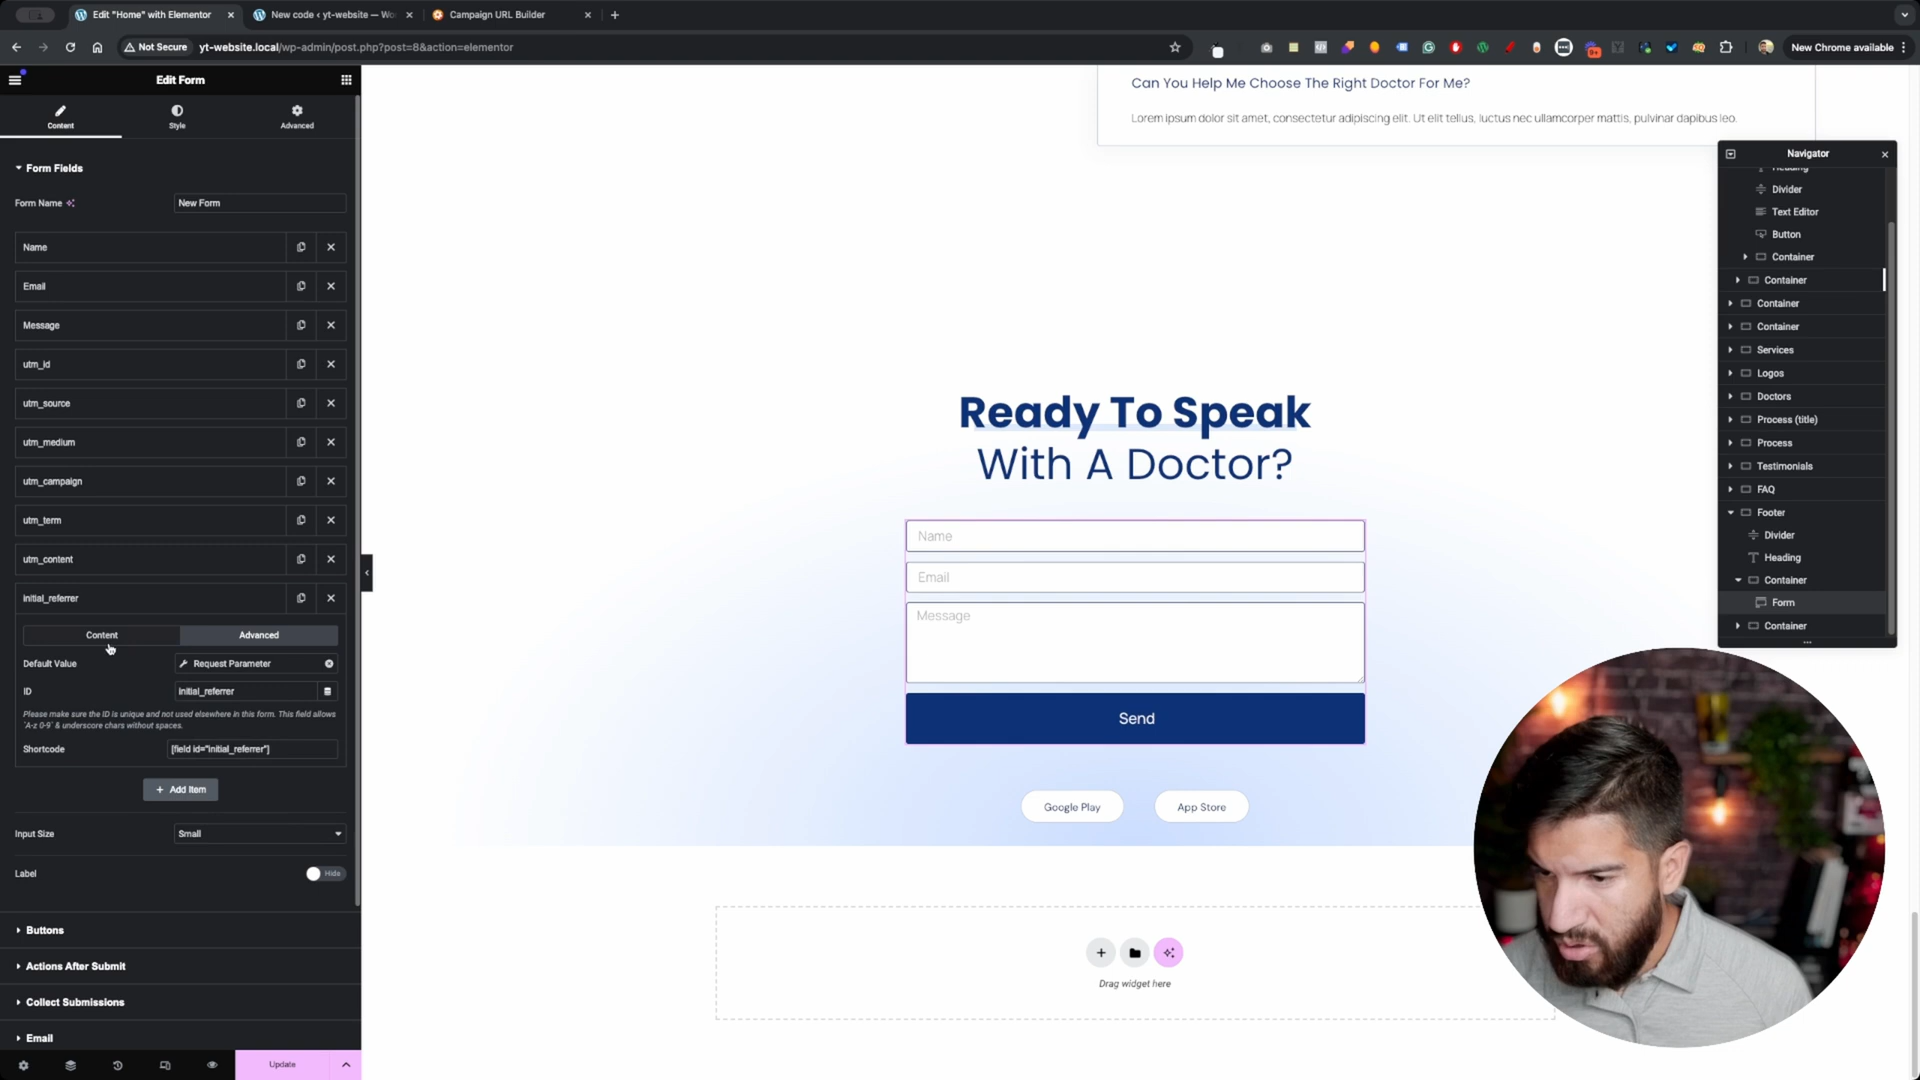 Edit "Home" with Elementor
New code ‹ yt-website — Wo
Campaign URL Builder
Not Secure
yt-website.local/wp-admin/post.php?post=8&action=elementor
New Chrome available
Edit Form
Content
Style
Advanced
Form Fields
Form Name
New Form
Name
Email
Message
utm_id
utm_source
utm_medium
utm_campaign
utm_term
utm_content
initial_referrer
Content
Advanced
Default Value
Request Parameter
ID
initial_referrer
Please make sure the ID is unique and not used elsewhere in this form. This field allows
`A-z 0-9` & underscore chars without spaces.
Shortcode
[field id="initial_referrer"]
+ Add Item
Input Size
Small
Label
Hide
Buttons
Actions After Submit
Collect Submissions
Email
Update
Can You Help Me Choose The Right Doctor For Me?
Lorem ipsum dolor sit amet, consectetur adipiscing elit. Ut elit tellus, luctus nec ullamcorper mattis, pulvinar dapibus leo.
Ready To Speak
With A Doctor?
Name
Email
Message
Send
Google Play
App Store
Drag widget here
Navigator
Heading
Divider
Text Editor
Button
Container
Container
Container
Container
Services
Logos
Doctors
Process (title)
Process
Testimonials
FAQ
Footer
Divider
Heading
Container
Form
Container